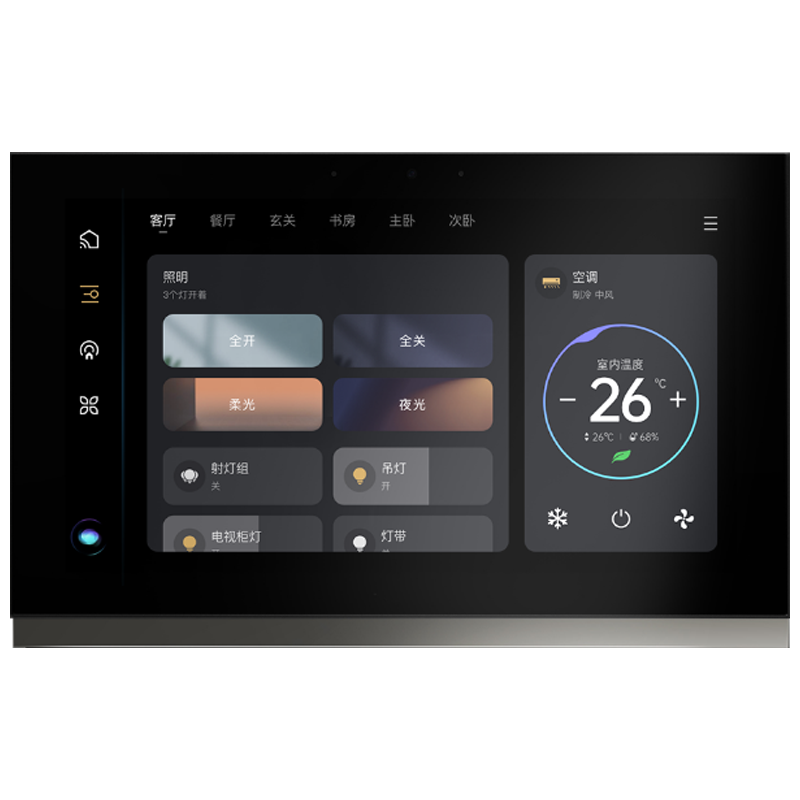 客厅 餐厅 玄关 书房 主卧 次卧
照明
3个灯开着
全开 全关
柔光 夜光
射灯组
关
吊灯
开
电视柜灯
灯带
空调
制冷 中风
室内温度
26℃
26℃ 68%